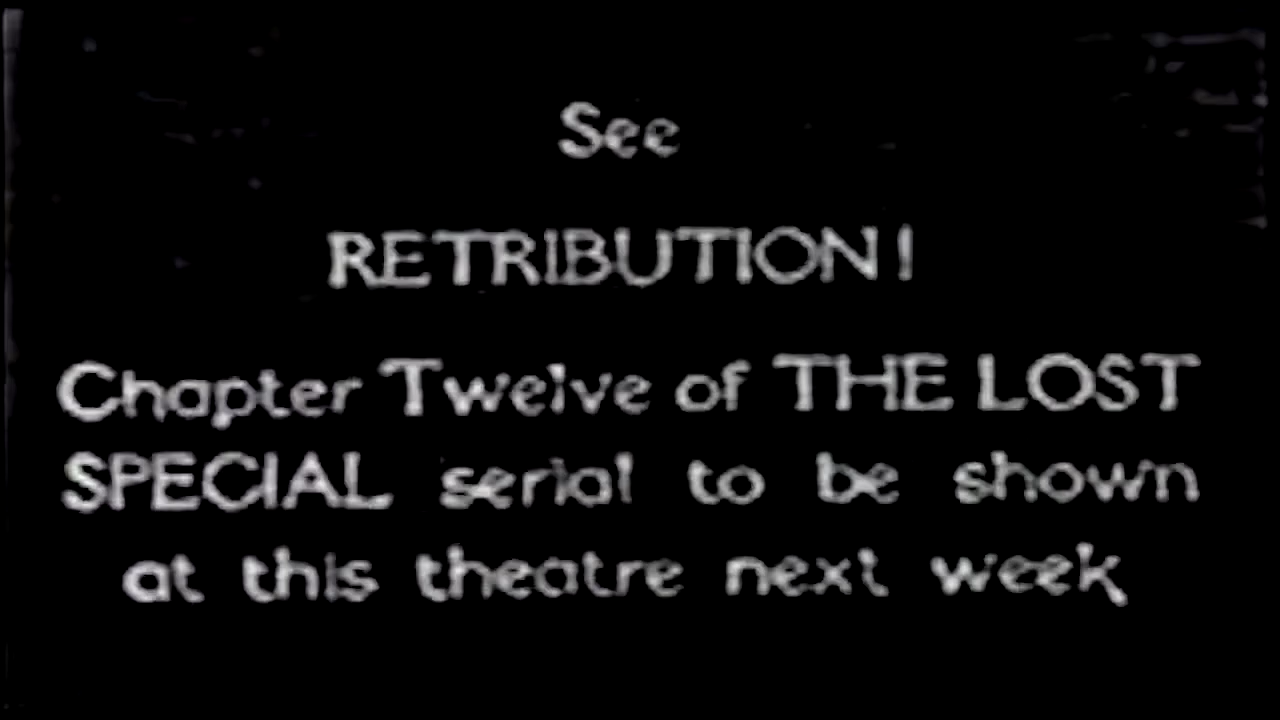 See
RETRIBUTION!
Chapter Twelve of THE LOST
SPECIAL serial to be shown
at this theatre next week